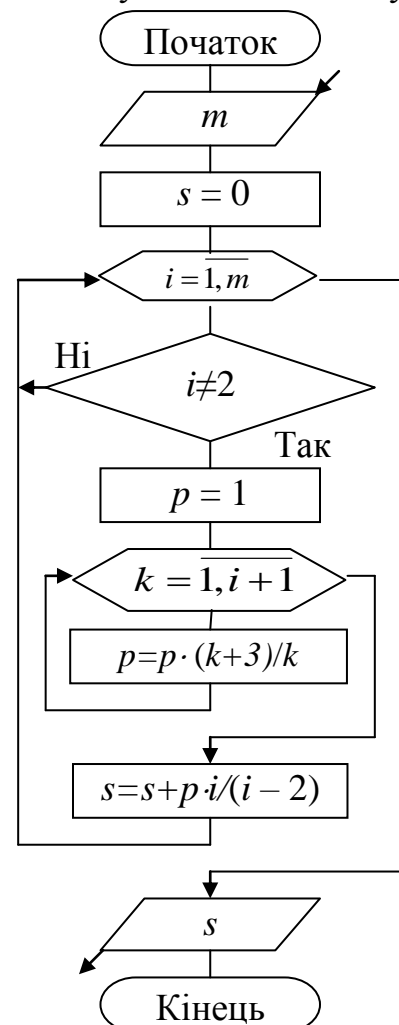 Початок
m
s = 0
i = 1, m
Ні
i≠2
Так
p = 1
k = 1, i + 1
p=p· (k+3)/k
s=s+p·i/(i – 2)
s
Кінець